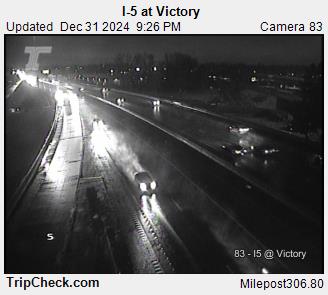 I-5 at Victory
Updated Dec 31 2024 9:26 PM Camera 83
T
S
83 - I5 @ Victory
TripCheck.com Milepost306.80